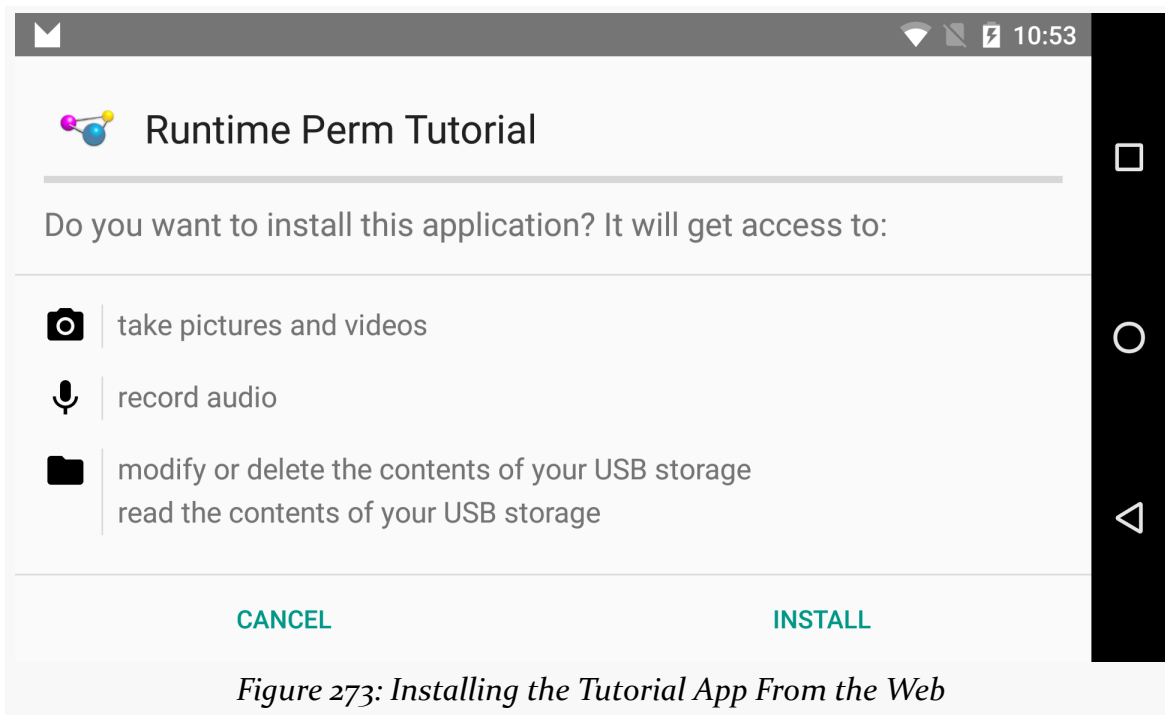 10:53
Runtime Perm Tutorial
Do you want to install this application? It will get access to:
take pictures and videos
record audio
modify or delete the contents of your USB storage
read the contents of your USB storage
CANCEL INSTALL
Figure 273: Installing the Tutorial App From the Web